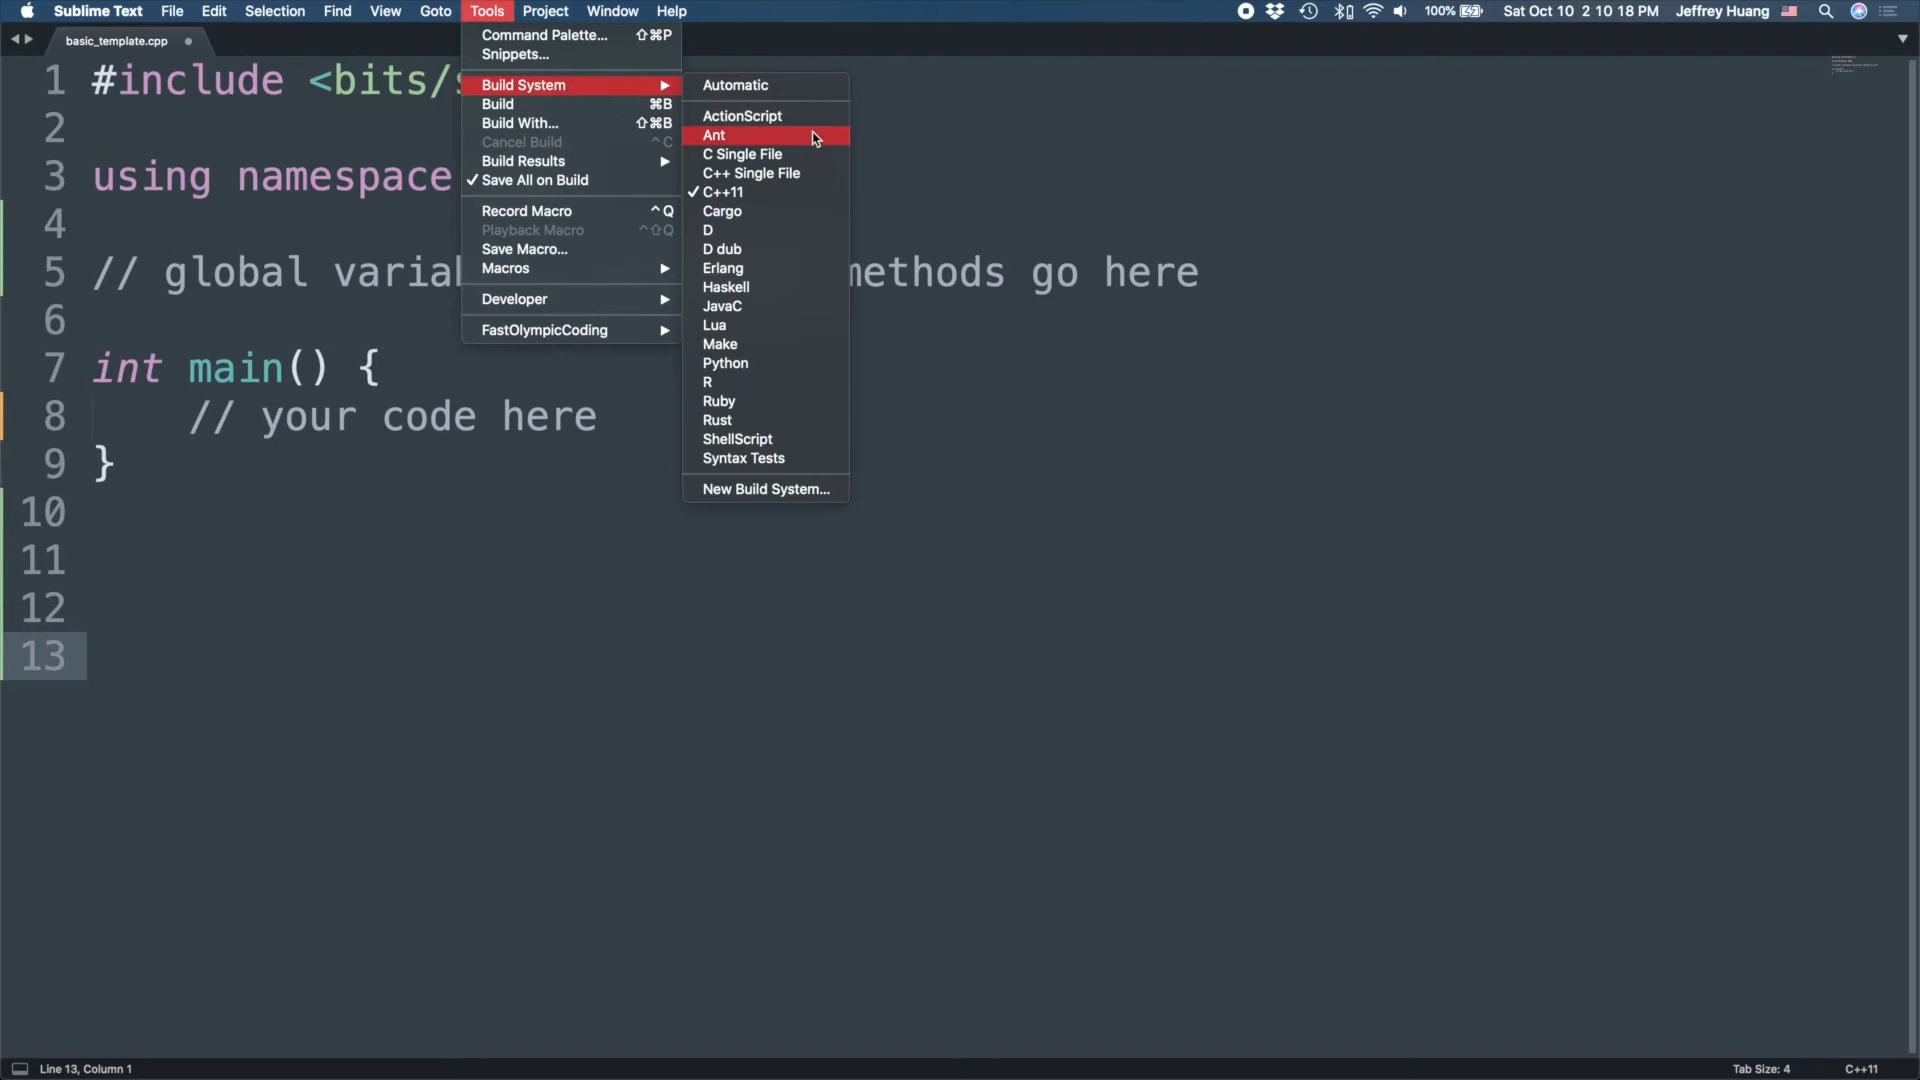 Sublime Text File Edit Selection Find View Goto Tools Project Window Help 100% Sat Oct 10 2 10 18 PM Jeffrey Huang
basic_template.cpp
1 #include <bits/
2
3 using namespace
4
5 // global varia methods go here
6
7 int main() {
8 // your code here
9 }
10
11
12
13
Command Palette... ⇧⌘P
Snippets...
Build System
Build ⌘B
Build With... ⇧⌘B
Cancel Build ^C
Build Results
✓ Save All on Build
Record Macro ^Q
Playback Macro ^⇧Q
Save Macro...
Macros
Developer
FastOlympicCoding
Automatic
ActionScript
Ant
C Single File
C++ Single File
✓ C++11
Cargo
D
D dub
Erlang
Haskell
JavaC
Lua
Make
Python
R
Ruby
Rust
ShellScript
Syntax Tests
New Build System...
Line 13, Column 1 Tab Size: 4 C++11